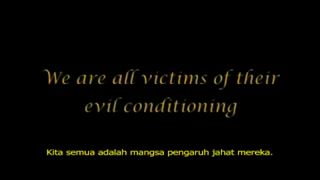 We are all victims of their
evil conditioning
Kita semua adalah mangsa pengaruh jahat mereka.